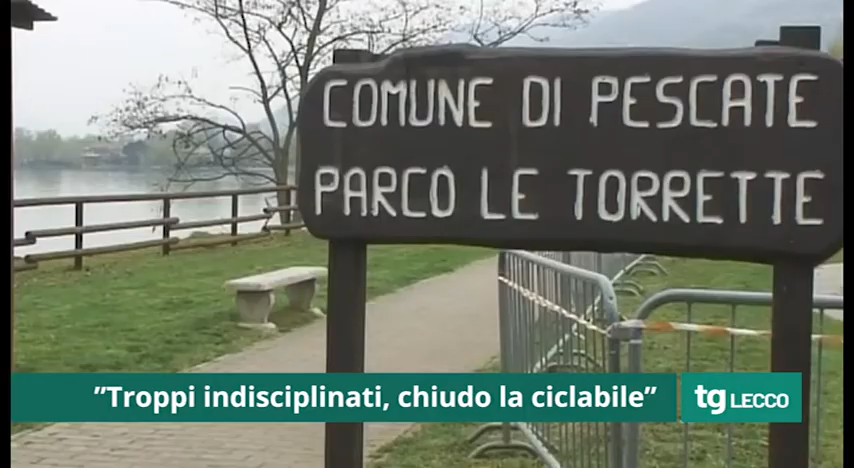 COMUNE DI PESCATE
PARCO LE TORRETTE
”Troppi indisciplinati, chiudo la ciclabile”
tg LECCO